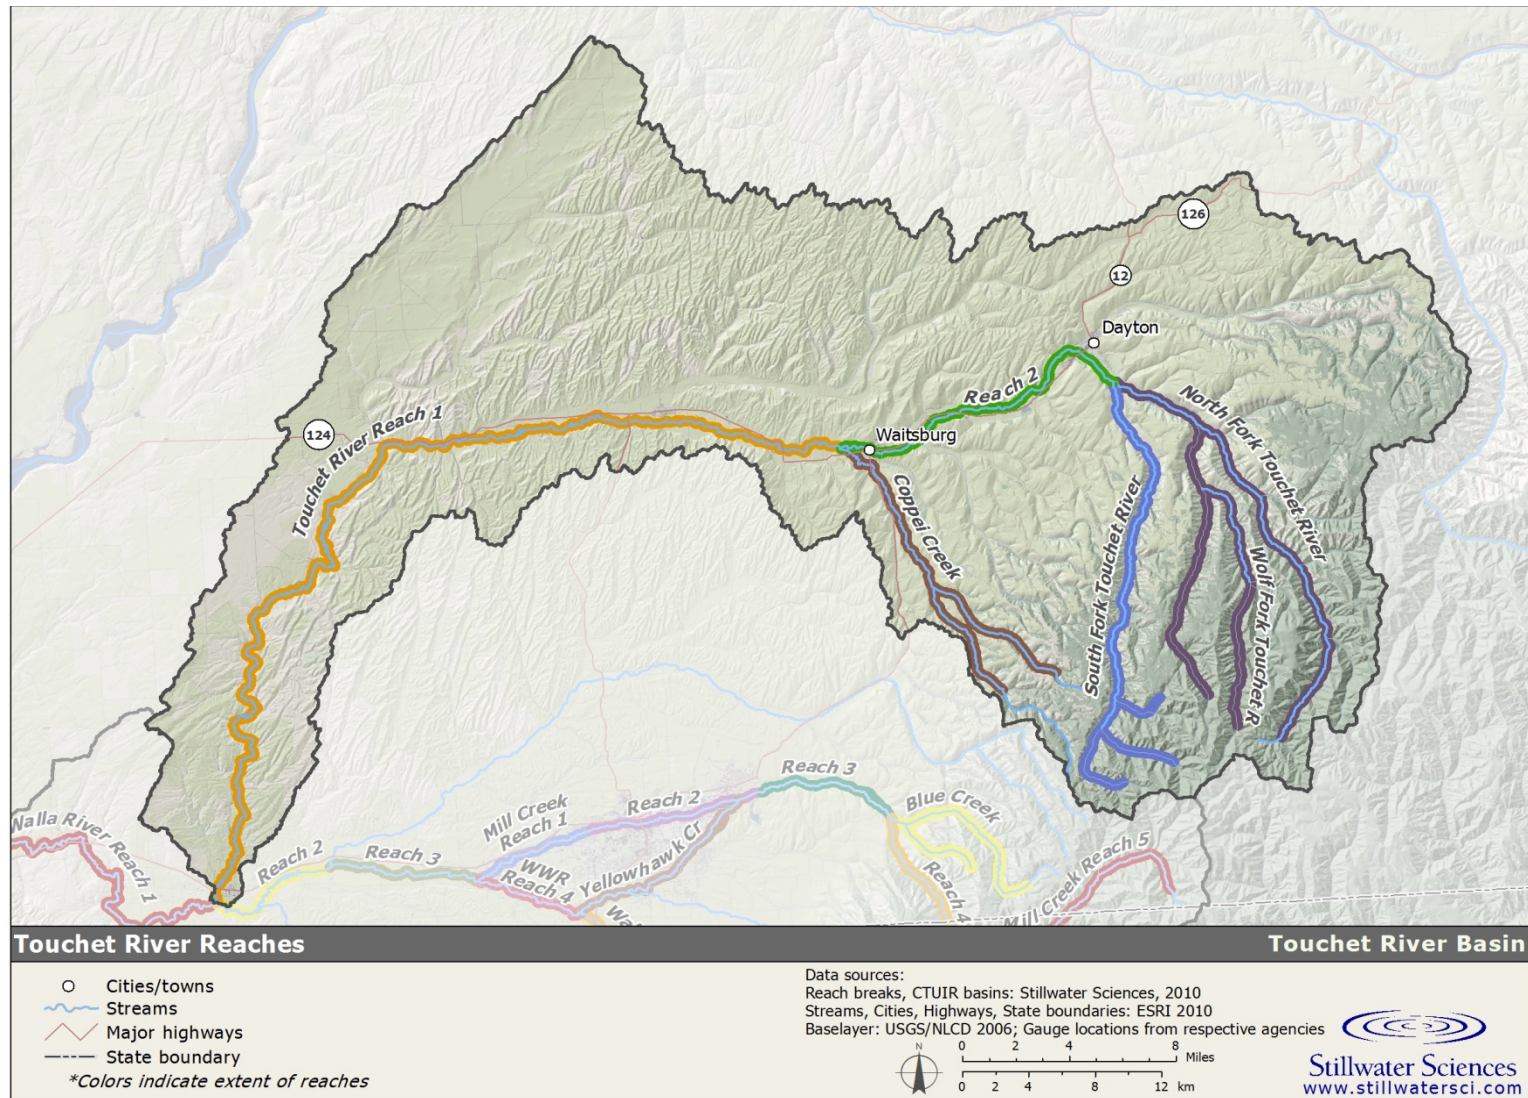 126
12
Dayton
Reach 2
North Fork Touchet River
Touchet River Reach 1
124
Waitsburg
Coppei Creek
South Fork Touchet River
Wolf Fork Touchet R
Reach 3
Mill Creek
Reach 1
Reach 2
Blue Creek
Walla River Reach 1
Reach 2
Reach 3
WWR
Reach 4
Yellowhawk Cr
Reach 4
Mill Creek Reach 5
Touchet River Reaches
Touchet River Basin
Cities/towns
Streams
Major highways
State boundary
*Colors indicate extent of reaches
Data sources:
Reach breaks, CTUIR basins: Stillwater Sciences, 2010
Streams, Cities, Highways, State boundaries: ESRI 2010
Baselayer: USGS/NLCD 2006; Gauge locations from respective agencies
N
0 2 4 8 Miles
0 2 4 8 12 km
Stillwater Sciences
www.stillwatersci.com